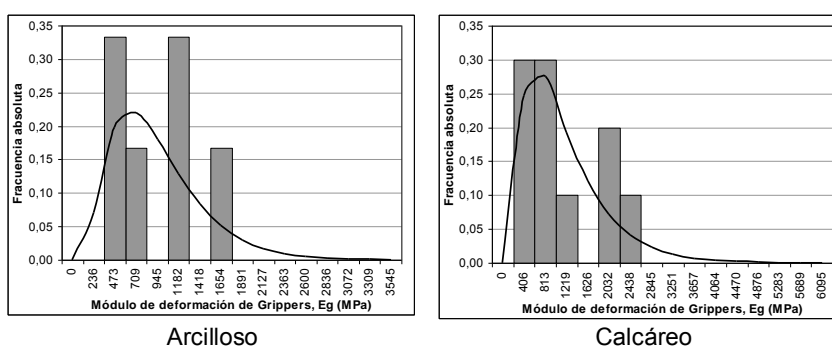 0,35
0,30
0,25
0,20
0,15
0,10
0,05
0,00
Fracuencia absoluta
0 236 473 709 945 1182 1418 1654 1891 2127 2363 2600 2836 3072 3309 3545
Módulo de deformación de Grippers, Eg (MPa)
Arcilloso
0,35
0,30
0,25
0,20
0,15
0,10
0,05
0,00
Fracuencia absoluta
0 406 813 1219 1626 2032 2438 2845 3251 3657 4064 4470 4876 5283 5689 6095
Módulo de deformación de Grippers, Eg (MPa)
Calcáreo